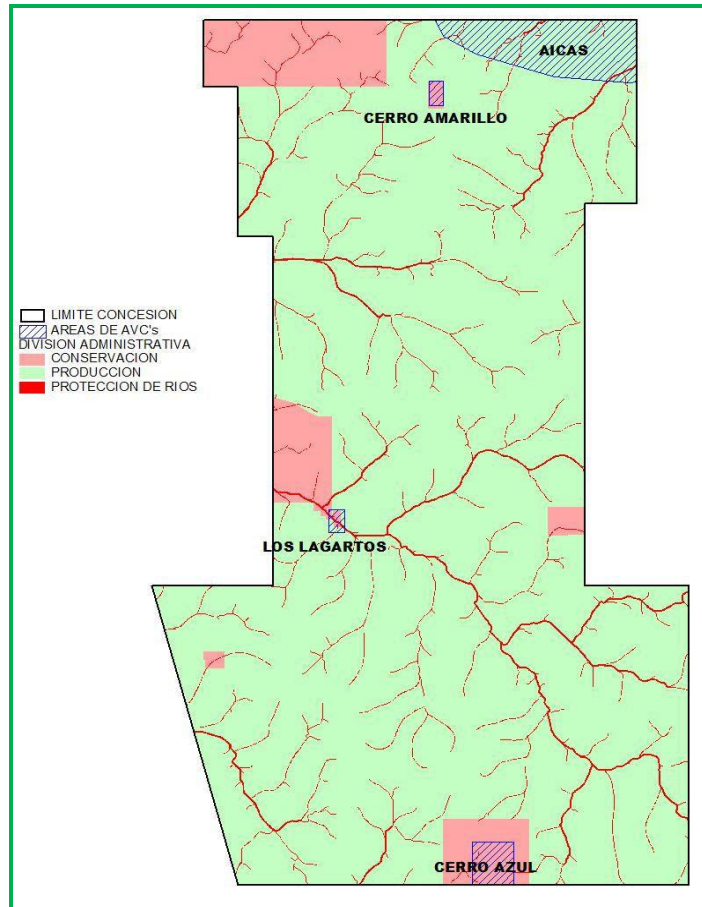 AICAS
CERRO AMARILLO
LIMITE CONCESION
AREAS DE AVC's
DIVISION ADMINISTRATIVA
CONSERVACION
PRODUCCION
PROTECCION DE RIOS
LOS LAGARTOS
CERRO AZUL